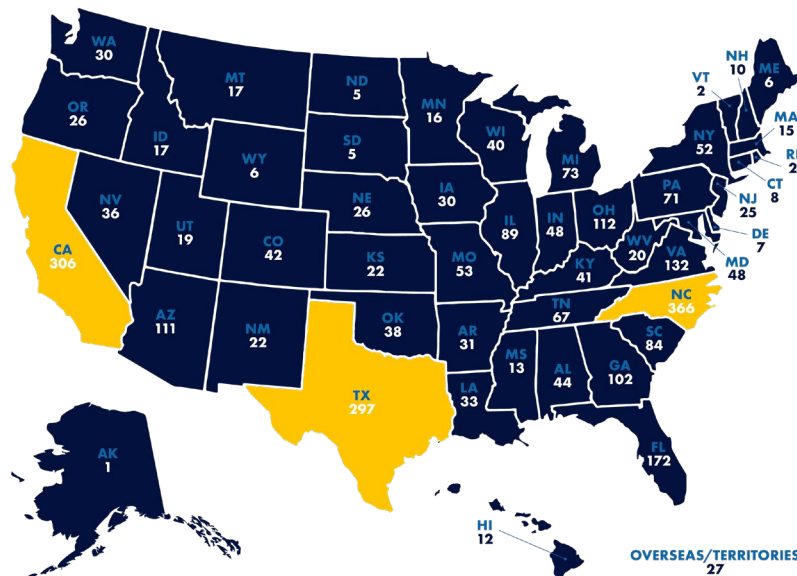 WA
30
MT
17
ND
5
MN
16
OR
26
ID
17
WY
6
SD
5
WI
40
MI
73
VT
2
NH
10
ME
6
MA
15
RI
2
CT
8
NY
52
NJ
25
PA
71
DE
7
MD
48
NV
36
UT
19
CO
42
NE
26
IA
30
IL
89
IN
48
OH
112
WV
20
VA
132
CA
306
KS
22
MO
53
KY
41
NC
366
TN
67
AZ
111
NM
22
OK
38
AR
31
SC
84
MS
13
AL
44
GA
102
TX
297
LA
33
FL
172
AK
1
HI
12
OVERSEAS/TERRITORIES
27